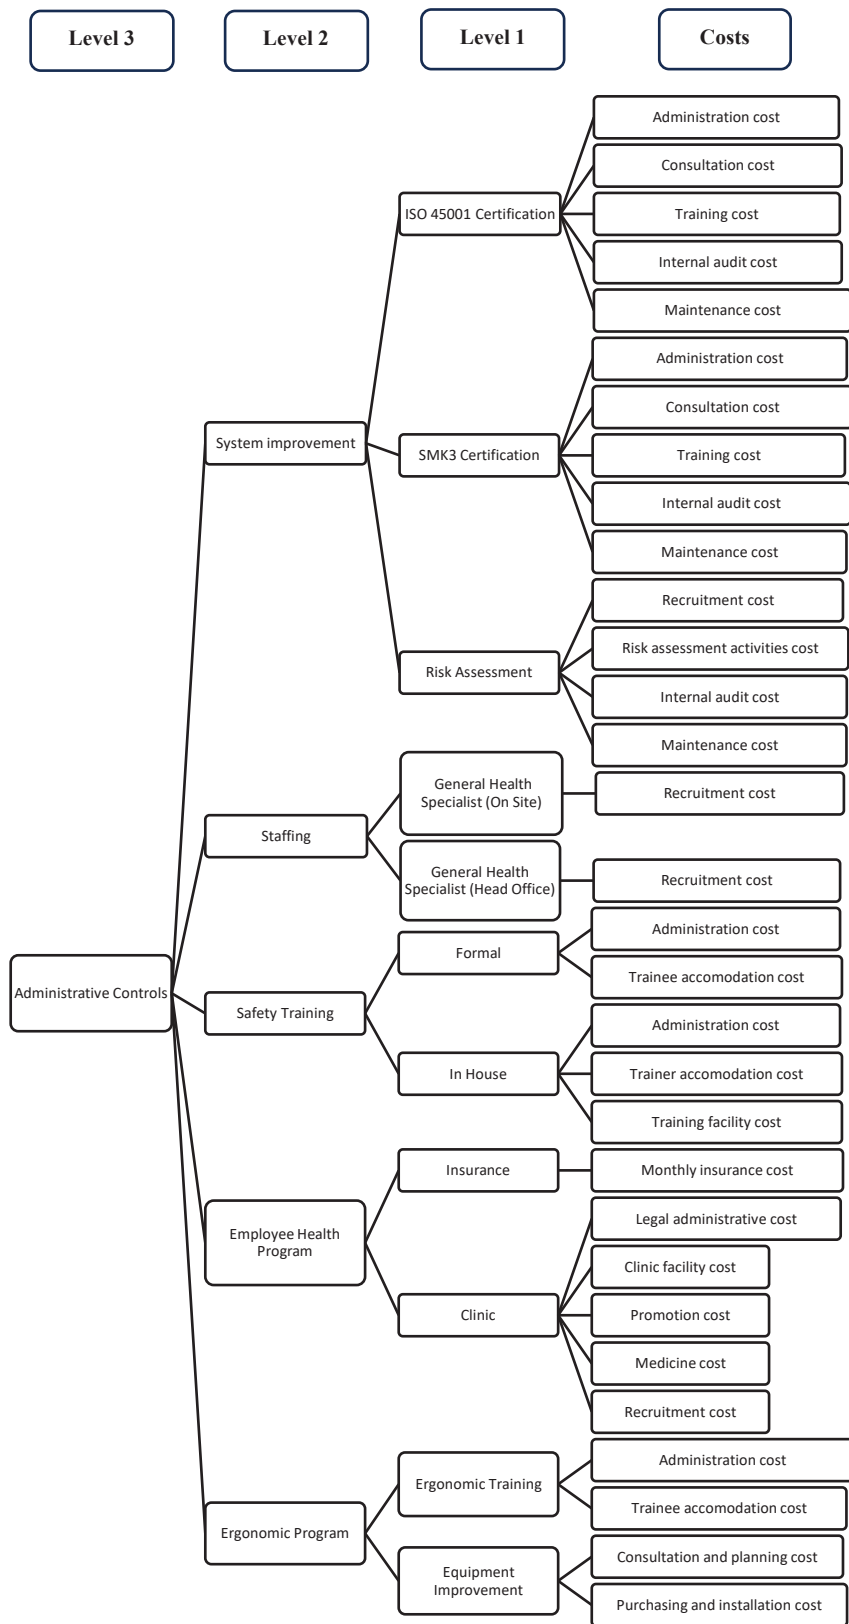 Level 3
Level 2
Level 1
Costs
Administration cost
Consultation cost
ISO 45001 Certification
Training cost
Internal audit cost
Maintenance cost
Administration cost
Consultation cost
System improvement
SMK3 Certification
Training cost
Internal audit cost
Maintenance cost
Recruitment cost
Risk assessment activities cost
Risk Assessment
Internal audit cost
Maintenance cost
General Health
Specialist (On Site)
Recruitment cost
Staffing
General Health
Specialist (Head Office)
Recruitment cost
Administration cost
Formal
Trainee accomodation cost
Administrative Controls
Safety Training
Administration cost
In House
Trainer accomodation cost
Training facility cost
Insurance
Monthly insurance cost
Legal administrative cost
Employee Health
Program
Clinic facility cost
Clinic
Promotion cost
Medicine cost
Recruitment cost
Administration cost
Ergonomic Training
Trainee accomodation cost
Ergonomic Program
Consultation and planning cost
Equipment
Improvement
Purchasing and installation cost